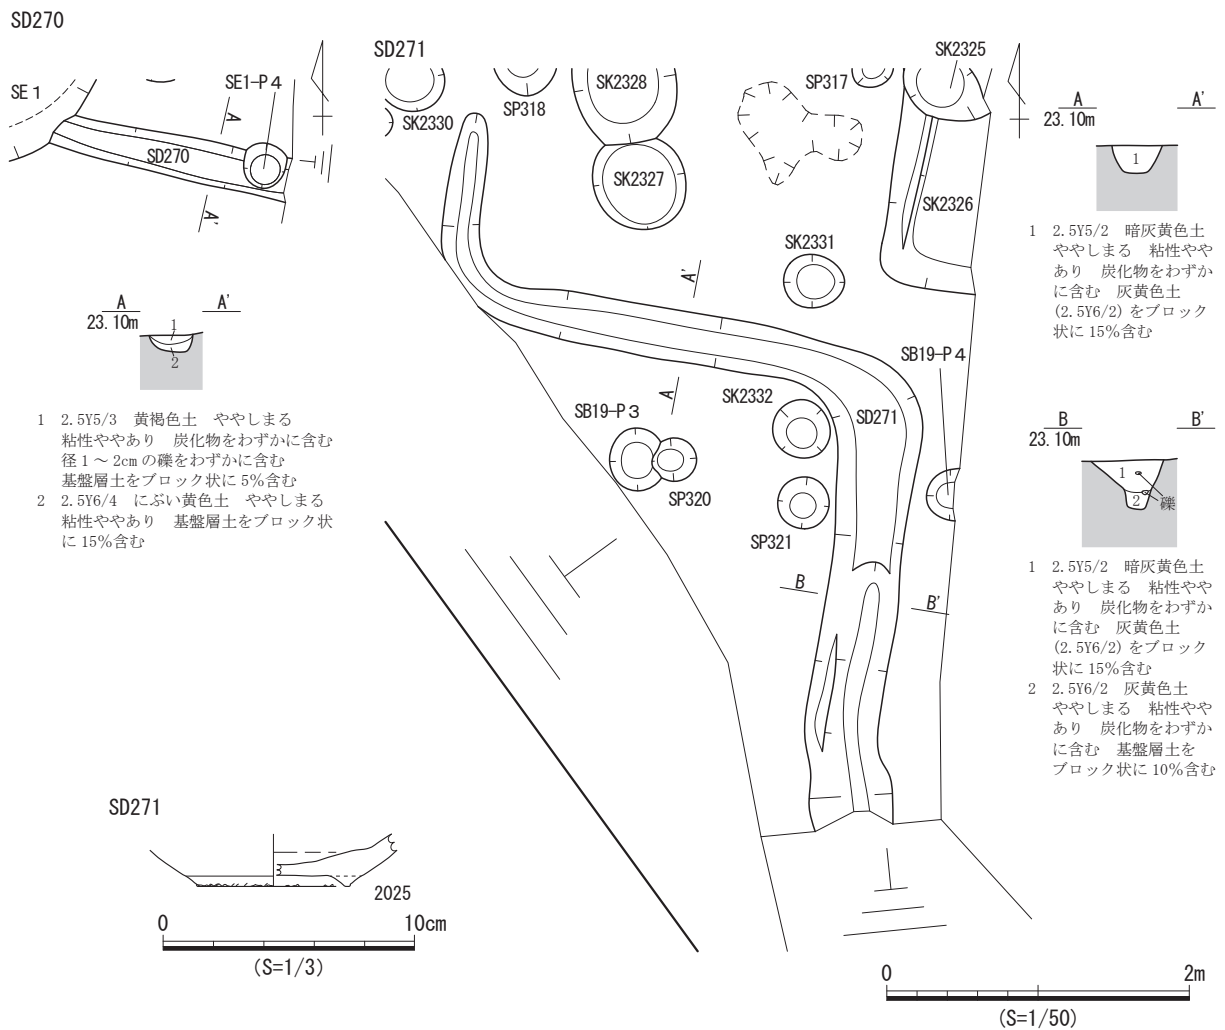 SD270
SE1
SE1-P4
A
SD270
A'
A A'
23.10m
1
2
1 2.5Y5/3 黄褐色土 ややしまる
粘性ややあり 炭化物をわずかに含む
径1～2cmの礫をわずかに含む
基盤層土をブロック状に5%含む
2 2.5Y6/4 にぶい黄色土 ややしまる
粘性ややあり 基盤層土をブロック状
に15%含む
SD271
SK2325
SP317
SK2328
SP318
SK2330
SK2327
SK2326
SK2331
A'
SB19-P4
A
SK2332
SB19-P3
SD271
SP320
SP321
B
B'
A A'
23.10m
1
1 2.5Y5/2 暗灰黄色土
ややしまる 粘性やや
あり 炭化物をわずか
に含む 灰黄色土
(2.5Y6/2)をブロック
状に15%含む
B B'
23.10m
1
2
礫
1 2.5Y5/2 暗灰黄色土
ややしまる 粘性やや
あり 炭化物をわずか
に含む 灰黄色土
(2.5Y6/2)をブロック
状に15%含む
2 2.5Y6/2 灰黄色土
ややしまる 粘性やや
あり 炭化物をわずか
に含む 基盤層土を
ブロック状に10%含む
SD271
2025
0 10cm
(S=1/3)
0 2m
(S=1/50)